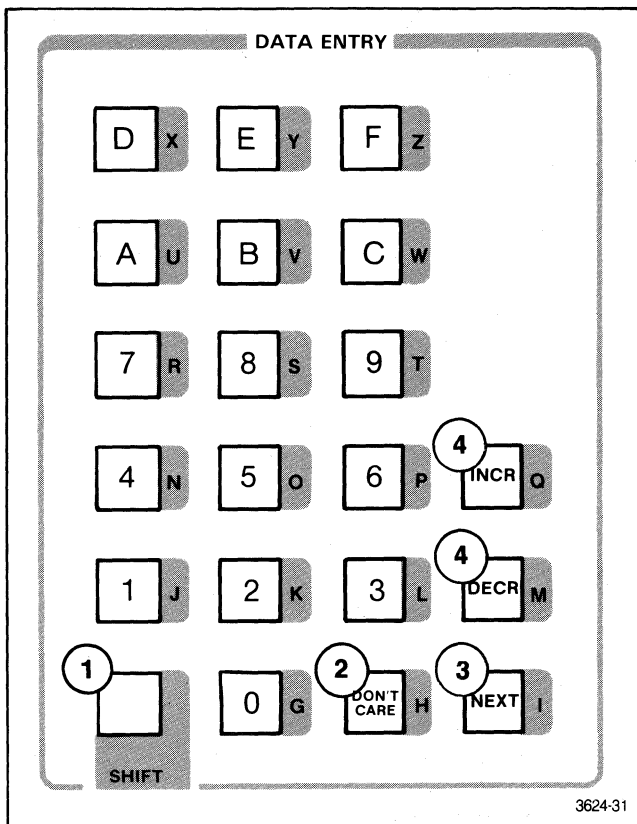 DATA ENTRY
D X E Y F Z
A U B V C W
7 R 8 S 9 T
4
4 N 5 O 6 P INCR Q
4
1 J 2 K 3 L DECR M
1 2 3
0 G DON'T CARE H NEXT I
SHIFT
3624-31